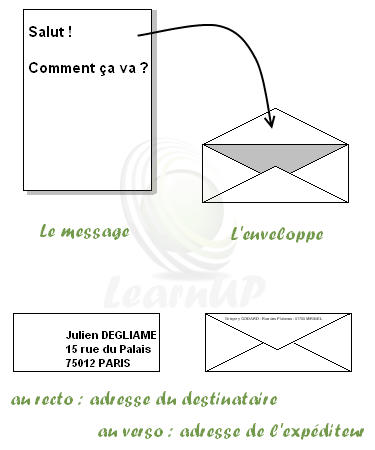 Salut !
Comment ça va ?
Le message
L'enveloppe
LearnUP
Julien DEGLIAME
15 rue du Palais
75012 PARIS
au recto : adresse du destinataire
au verso : adresse de l'expéditeur